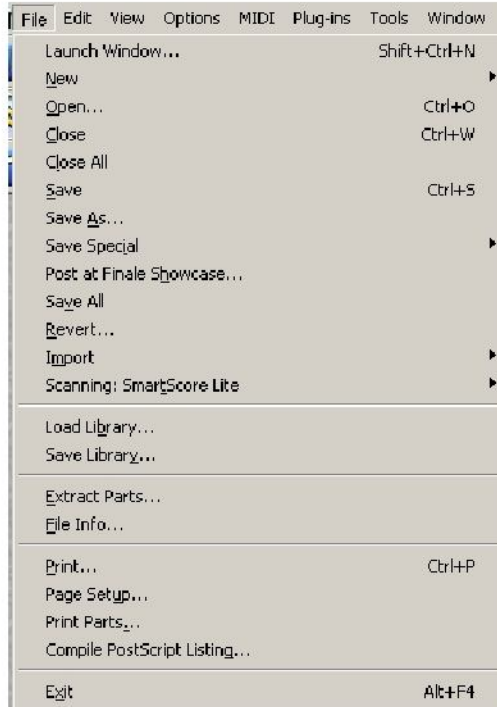 File Edit View Options MIDI Plug-ins Tools Window
Launch Window... Shift+Ctrl+N
New
Open... Ctrl+O
Close Ctrl+W
Close All
Save Ctrl+S
Save As...
Save Special
Post at Finale Showcase...
Save All
Revert...
Import
Scanning: SmartScore Lite
Load Library...
Save Library...
Extract Parts...
File Info...
Print... Ctrl+P
Page Setup...
Print Parts...
Compile PostScript Listing...
Exit Alt+F4